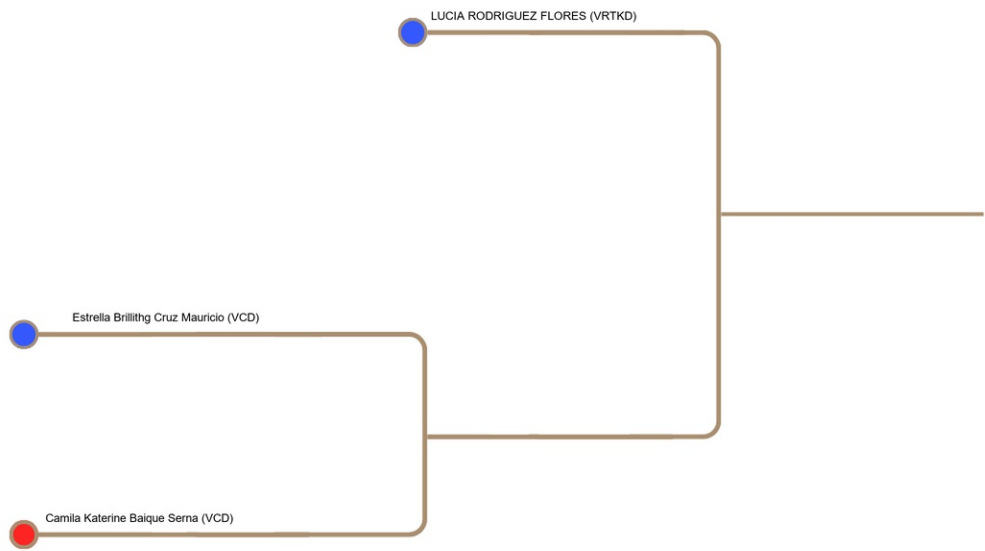 LUCIA RODRIGUEZ FLORES (VRTKD)
Estrella Brillithg Cruz Mauricio (VCD)
Camila Katerine Baique Serna (VCD)